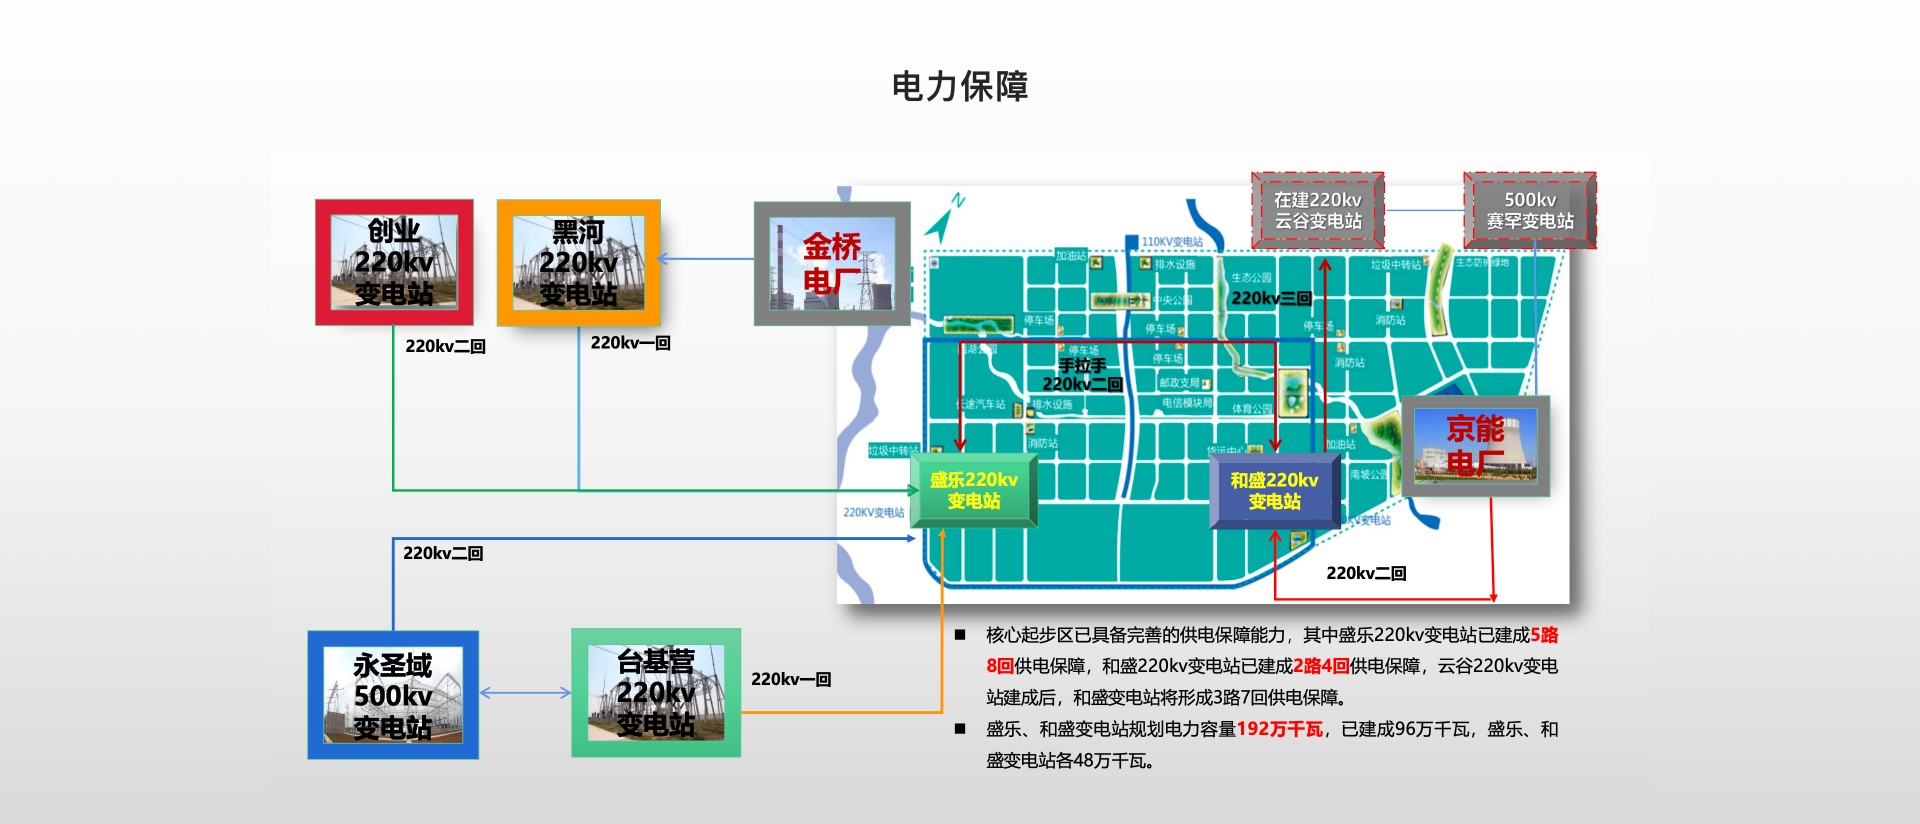 电力保障
创业
220kv
变电站
黑河
220kv
变电站
金桥
电厂
在建220kv
云谷变电站
500kv
赛罕变电站
N
110KV变电站
加油站
排水设施
生态公园
垃圾中转站
生态防护绿地
中央公园
220kv三回
停车场
停车场
停车场
消防站
220kv二回
220kv一回
停车场
停车场
消防站
手拉手
220kv二回
邮政支局
长途汽车站
排水设施
电信模块局
体育公园
京能
电厂
消防站
加油站
垃圾中转站
货运中心
南坡公园
盛乐220kv
变电站
和盛220kv
变电站
220KV变电站
KV变电站
220kv二回
220kv二回
永圣域
500kv
变电站
台基营
220kv
变电站
220kv一回
■ 核心起步区已具备完善的供电保障能力，其中盛乐220kv变电站已建成5路
8回供电保障，和盛220kv变电站已建成2路4回供电保障，云谷220kv变电
站建成后，和盛变电站将形成3路7回供电保障。
■ 盛乐、和盛变电站规划电力容量192万千瓦，已建成96万千瓦，盛乐、和
盛变电站各48万千瓦。